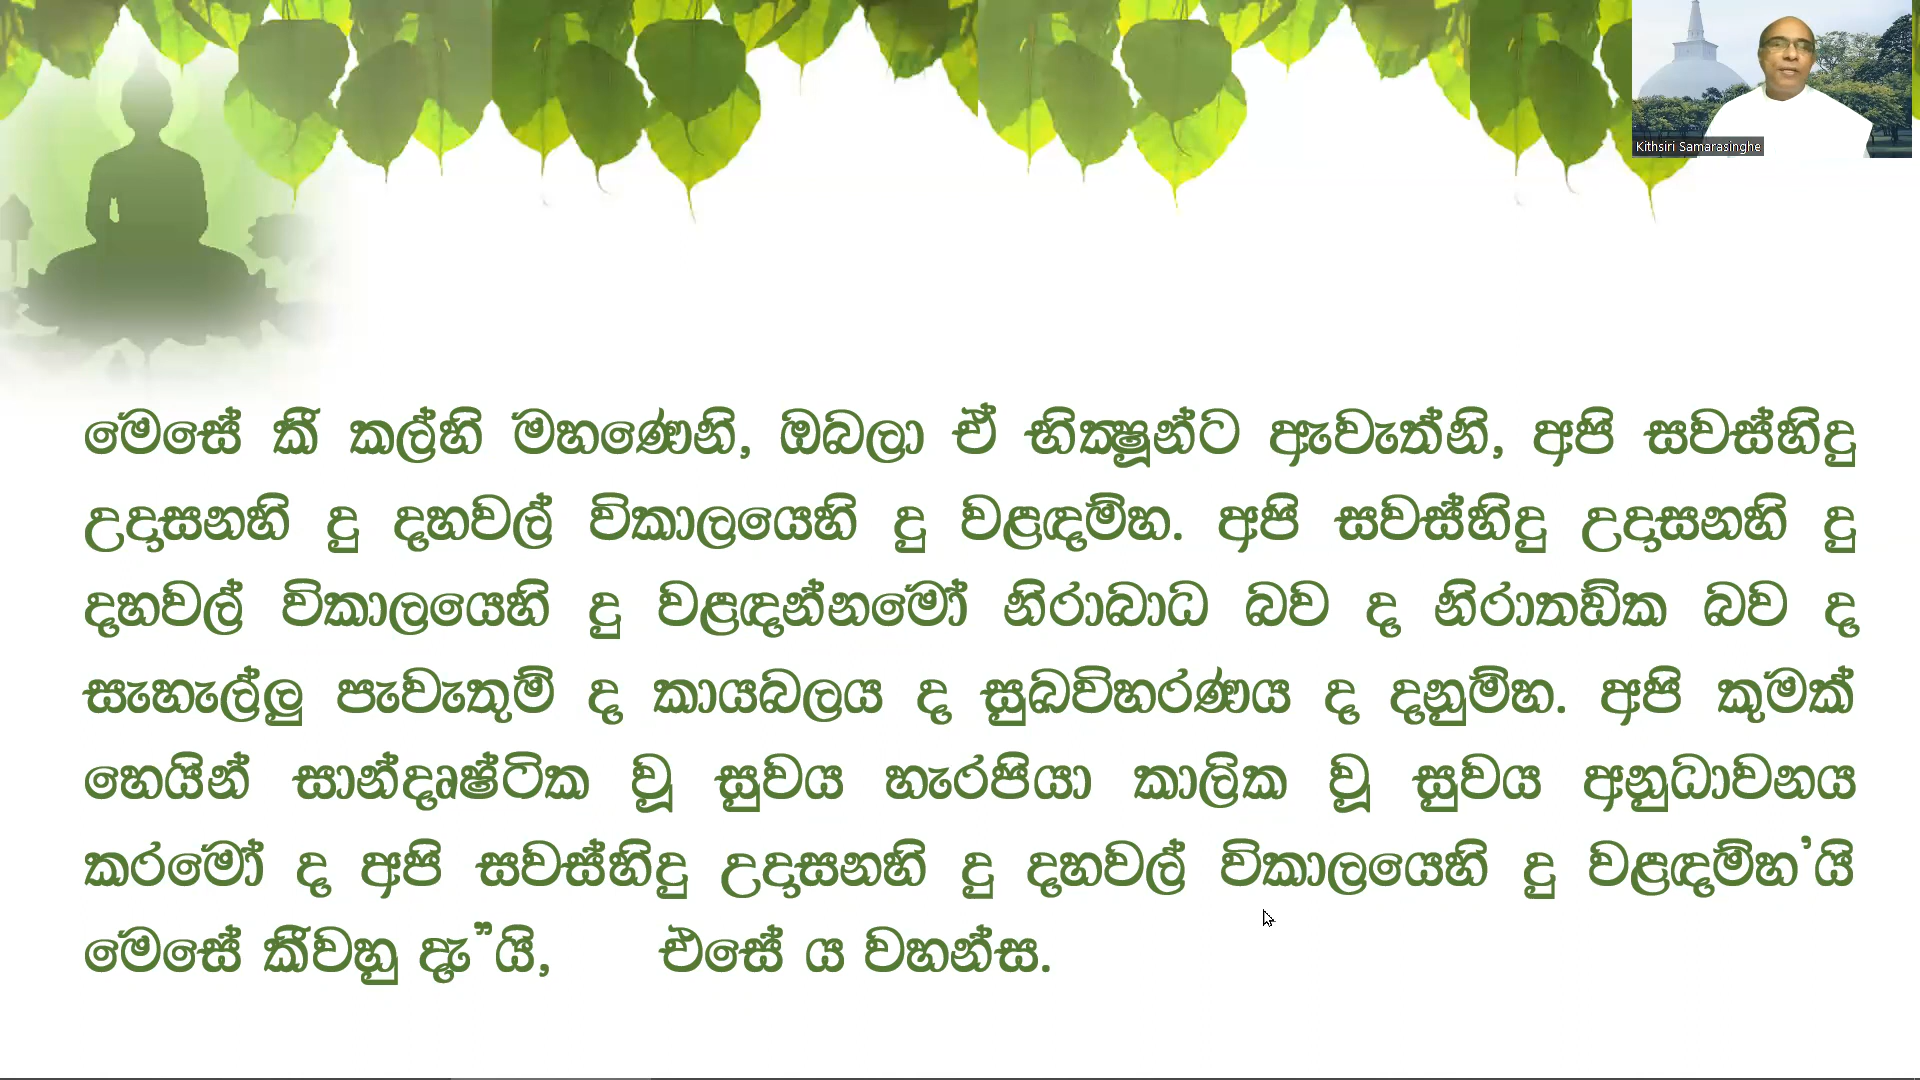 Kithsiri Samarasinghe
මෙසේ කී කල්හි මහණෙනි, ඔබලා ඒ භික්‍ෂූන්ට ඇවැත්නි, අපි සවස්හිදු
උදෑසනහි දු දහවල් විකාලයෙහි දු වළඳම්හ. අපි සවස්හිදු උදෑසනහි දු
දහවල් විකාලයෙහි දු වළඳන්නමෝ නිරාබාධ බව ද නිරාතඞ්ක බව ද
සැහැල්ලු පැවැතුම් ද කායබලය ද සුඛවිහරණය ද දනුම්හ. අපි කුමක්
හෙයින් සාන්දෘෂ්ටික වූ සුවය හැරපියා කාලික වූ සුවය අනුධාවනය
කරමෝ ද අපි සවස්හිදු උදෑසනහි දු දහවල් විකාලයෙහි දු වළඳම්හ’යි
මෙසේ කීවහු දැ”යි, එසේ ය වහන්ස.